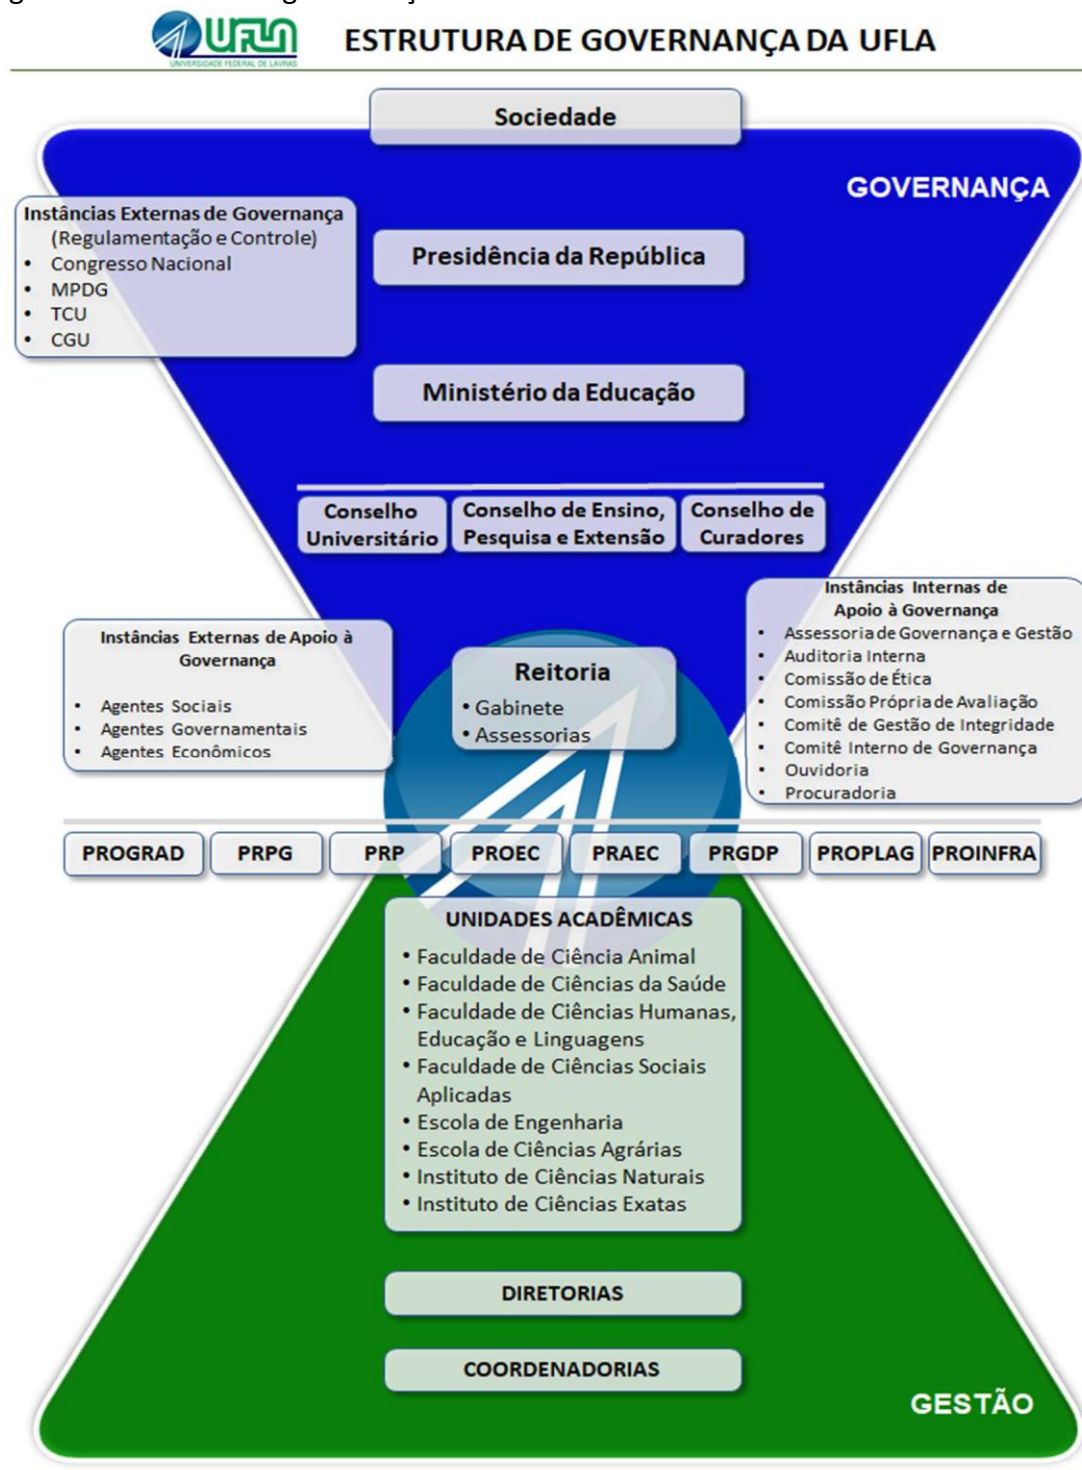 UFLA
UNIVERSIDADE FEDERAL DE LAVRAS
ESTRUTURA DE GOVERNANÇA DA UFLA
Sociedade
GOVERNANÇA
Instâncias Externas de Governança
(Regulamentação e Controle)
• Congresso Nacional
• MPDG
• TCU
• CGU
Presidência da República
Ministério da Educação
Conselho
Universitário
Conselho de Ensino,
Pesquisa e Extensão
Conselho de
Curadores
Instâncias Externas de Apoio à
Governança
• Agentes Sociais
• Agentes Governamentais
• Agentes Econômicos
Reitoria
• Gabinete
• Assessorias
Instâncias Internas de
Apoio à Governança
• Assessoria de Governança e Gestão
• Auditoria Interna
• Comissão de Ética
• Comissão Própria de Avaliação
• Comitê de Gestão de Integridade
• Comitê Interno de Governança
• Ouvidoria
• Procuradoria
PROGRAD PRPG PRP PROEC PRAEC PRGDP PROPLAG PROINFRA
UNIDADES ACADÊMICAS
• Faculdade de Ciência Animal
• Faculdade de Ciências da Saúde
• Faculdade de Ciências Humanas,
Educação e Linguagens
• Faculdade de Ciências Sociais
Aplicadas
• Escola de Engenharia
• Escola de Ciências Agrárias
• Instituto de Ciências Naturais
• Instituto de Ciências Exatas
DIRETORIAS
COORDENADORIAS
GESTÃO